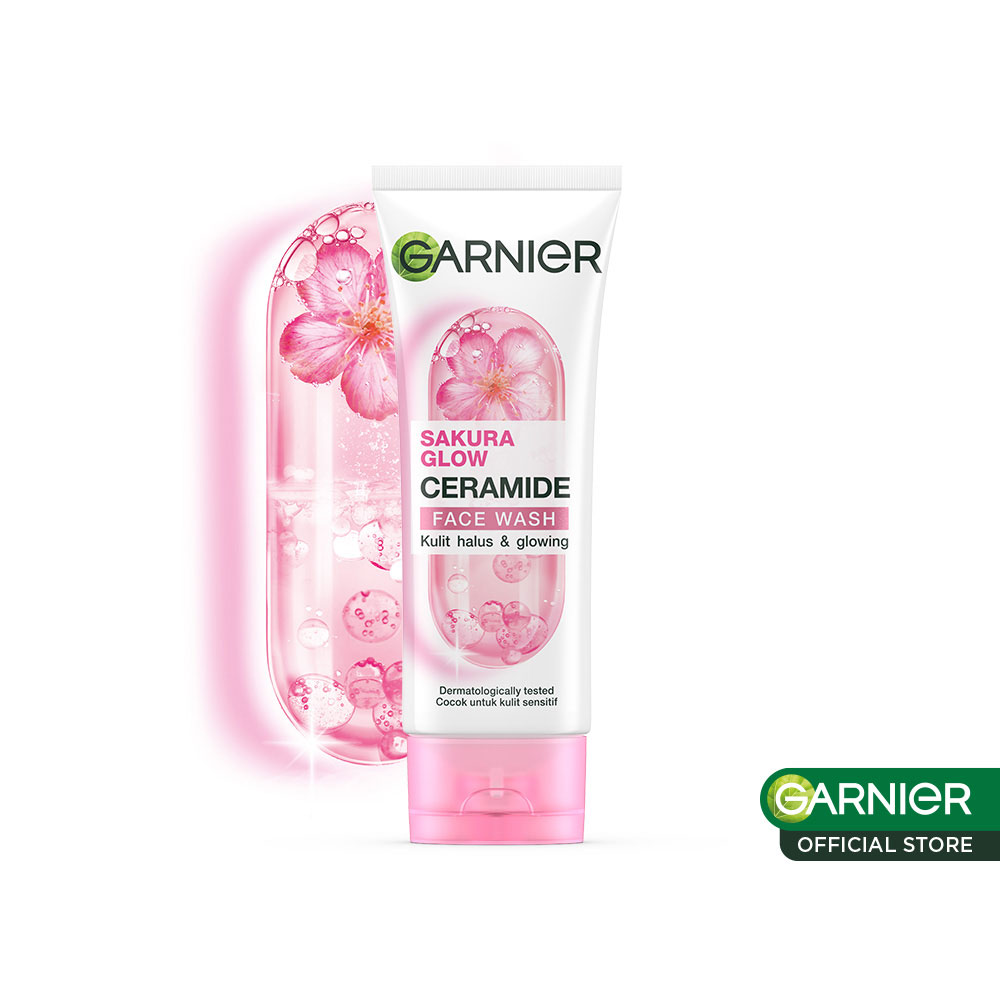 GARNIER
SAKURA
GLOW
CERAMIDE
FACE WASH
Kulit halus & glowing
Dermatologically tested
Cocok untuk kulit sensitif
GARNIER
OFFICIAL STORE